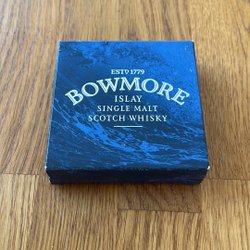 ESTD 1779
BOWMORE
ISLAY
SINGLE MALT
SCOTCH WHISKY